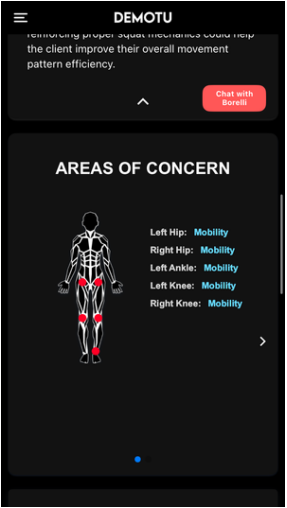 DEMOTU
reinforcing proper squat mechanics could help
the client improve their overall movement
pattern efficiency.
Chat with
Borelli
AREAS OF CONCERN
Left Hip: Mobility
Right Hip: Mobility
Left Ankle: Mobility
Left Knee: Mobility
Right Knee: Mobility